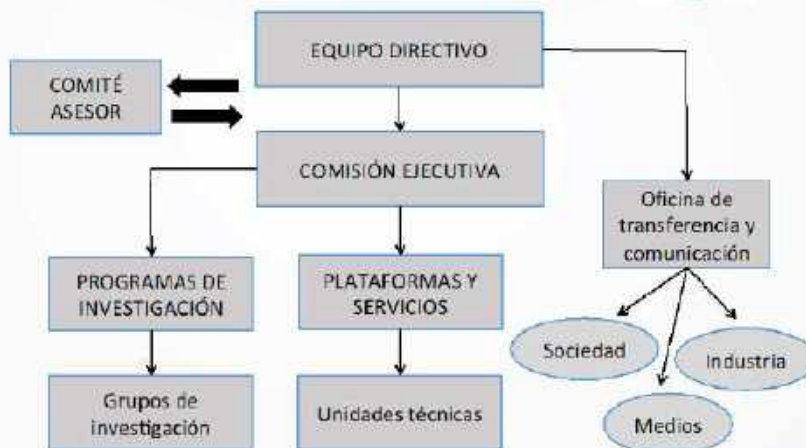 EQUIPO DIRECTIVO
COMITÉ
ASESOR
COMISIÓN EJECUTIVA
Oficina de
transferencia y
comunicación
PROGRAMAS DE
INVESTIGACIÓN
PLATAFORMAS Y
SERVICIOS
Sociedad
Industria
Grupos de
investigación
Unidades técnicas
Medios